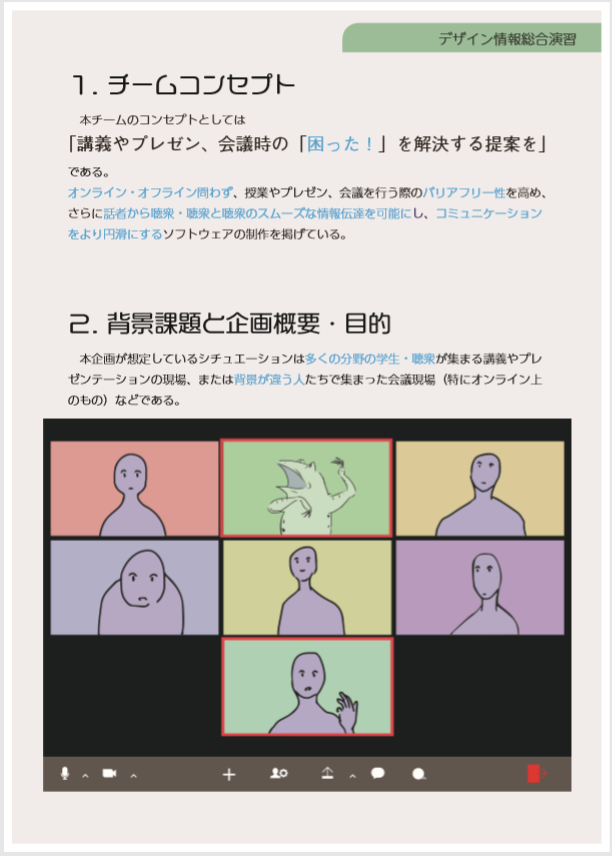 デザイン情報総合演習
1. チームコンセプト
本チームのコンセプトとしては
「講義やプレゼン、会議時の「困った！」を解決する提案を」
である。
オンライン・オフライン問わず、授業やプレゼン、会議を行う際のバリアフリー性を高め、
さらに話者から聴衆・聴衆と聴衆のスムーズな情報伝達を可能にし、コミュニケーション
をより円滑にするソフトウェアの制作を掲げている。
2. 背景課題と企画概要・目的
本企画が想定しているシチュエーションは多くの分野の学生・聴衆が集まる講義やプレ
ゼンテーションの現場、または背景が違う人たちで集まった会議現場（特にオンライン上
のもの）などである。